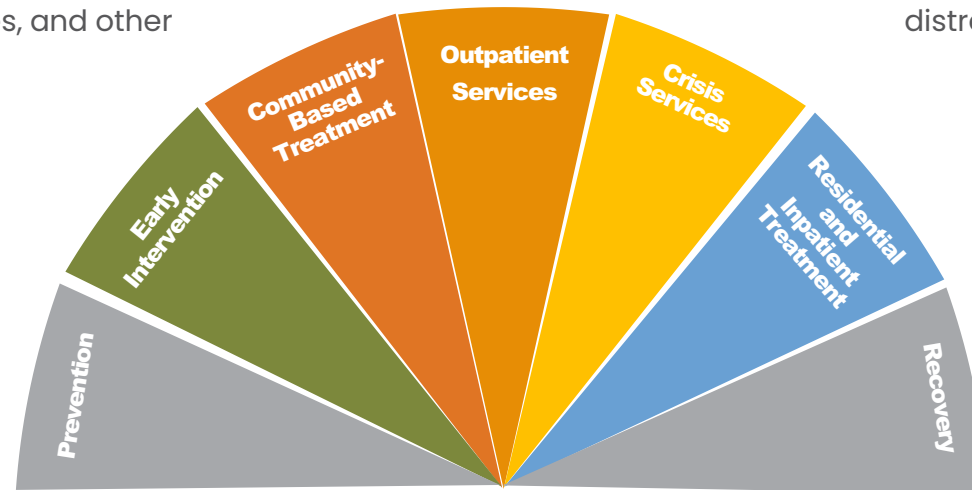 s, and other
distre
Prevention
Early
Intervention
Community-
Based
Treatment
Outpatient
Services
Crisis
Services
Residential
and
Inpatient
Treatment
Recovery